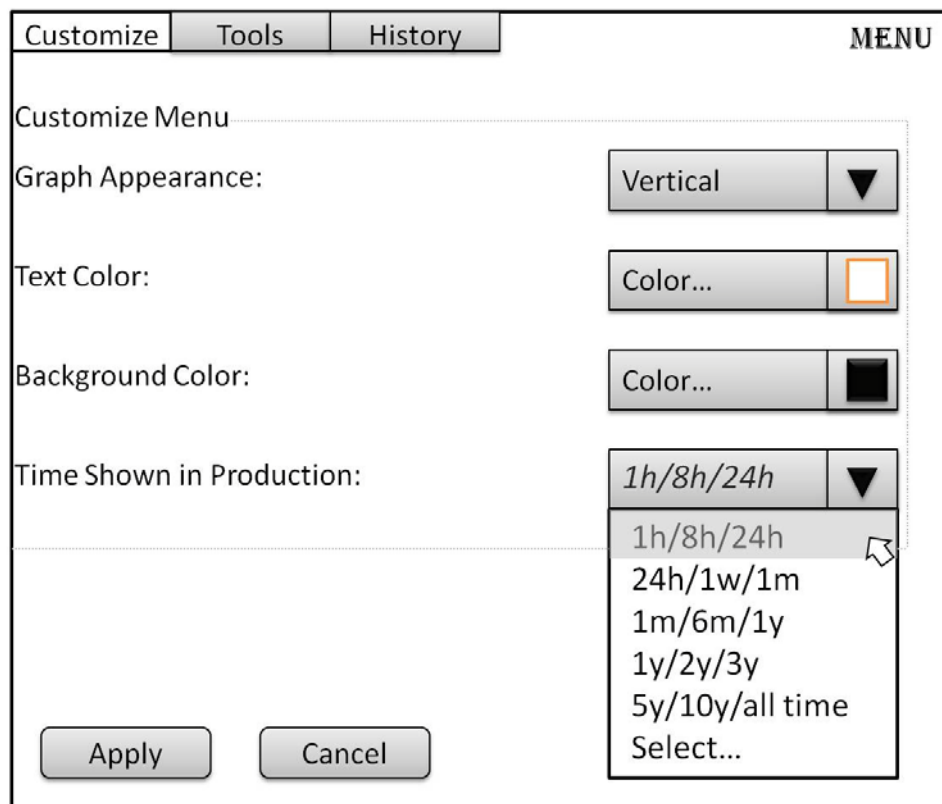 Customize Tools History MENU
Customize Menu
Graph Appearance: Vertical
Text Color: Color...
Background Color: Color...
Time Shown in Production: 1h/8h/24h
1h/8h/24h
24h/1w/1m
1m/6m/1y
1y/2y/3y
5y/10y/all time
Select...
Apply Cancel